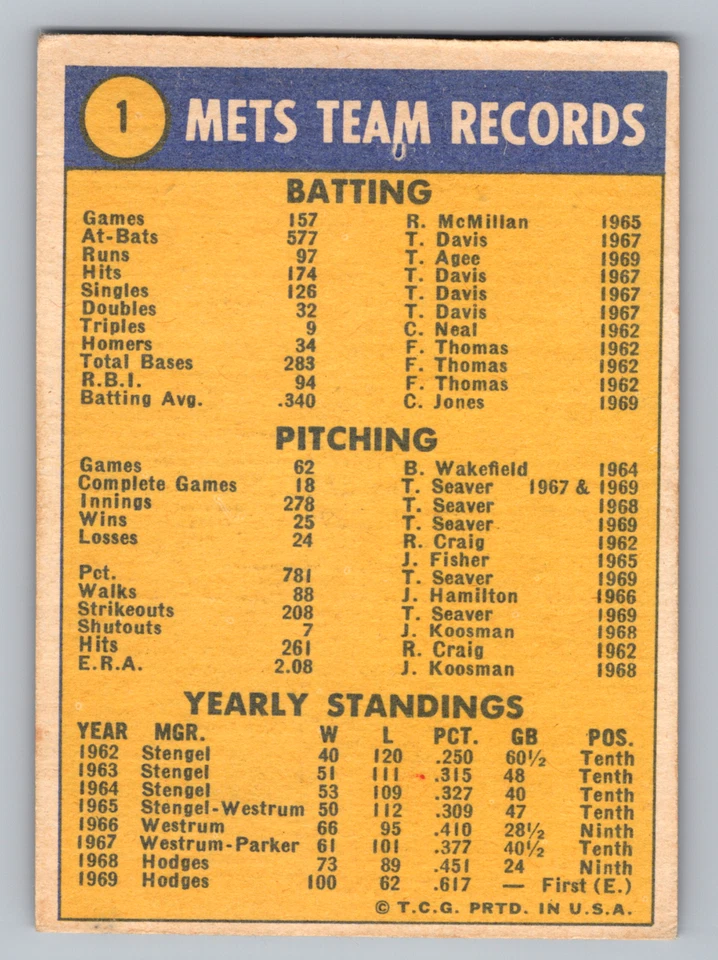 1 METS TEAM RECORDS
BATTING
Games 157 R. McMillan 1965
At-Bats 577 T. Davis 1967
Runs 97 T. Agee 1969
Hits 174 T. Davis 1967
Singles 126 T. Davis 1967
Doubles 32 T. Davis 1967
Triples 9 C. Neal 1962
Homers 34 F. Thomas 1962
Total Bases 283 F. Thomas 1962
R.B.I. 94 F. Thomas 1962
Batting Avg. .340 C. Jones 1969
PITCHING
Games 62 B. Wakefield 1964
Complete Games 18 T. Seaver 1967 & 1969
Innings 278 T. Seaver 1968
Wins 25 T. Seaver 1969
Losses 24 R. Craig 1962
J. Fisher 1965
Pct. 781 T. Seaver 1969
Walks 88 J. Hamilton 1966
Strikeouts 208 T. Seaver 1969
Shutouts 7 J. Koosman 1968
Hits 261 R. Craig 1962
E.R.A. 2.08 J. Koosman 1968
YEARLY STANDINGS
YEAR MGR. W L PCT. GB POS.
1962 Stengel 40 120 .250 60½ Tenth
1963 Stengel 51 111 .315 48 Tenth
1964 Stengel 53 109 .327 40 Tenth
1965 Stengel-Westrum 50 112 .309 47 Tenth
1966 Westrum 66 95 .410 28½ Ninth
1967 Westrum-Parker 61 101 .377 40½ Tenth
1968 Hodges 73 89 .451 24 Ninth
1969 Hodges 100 62 .617 — First (E.)
© T.C.G. PRTD. IN U.S.A.